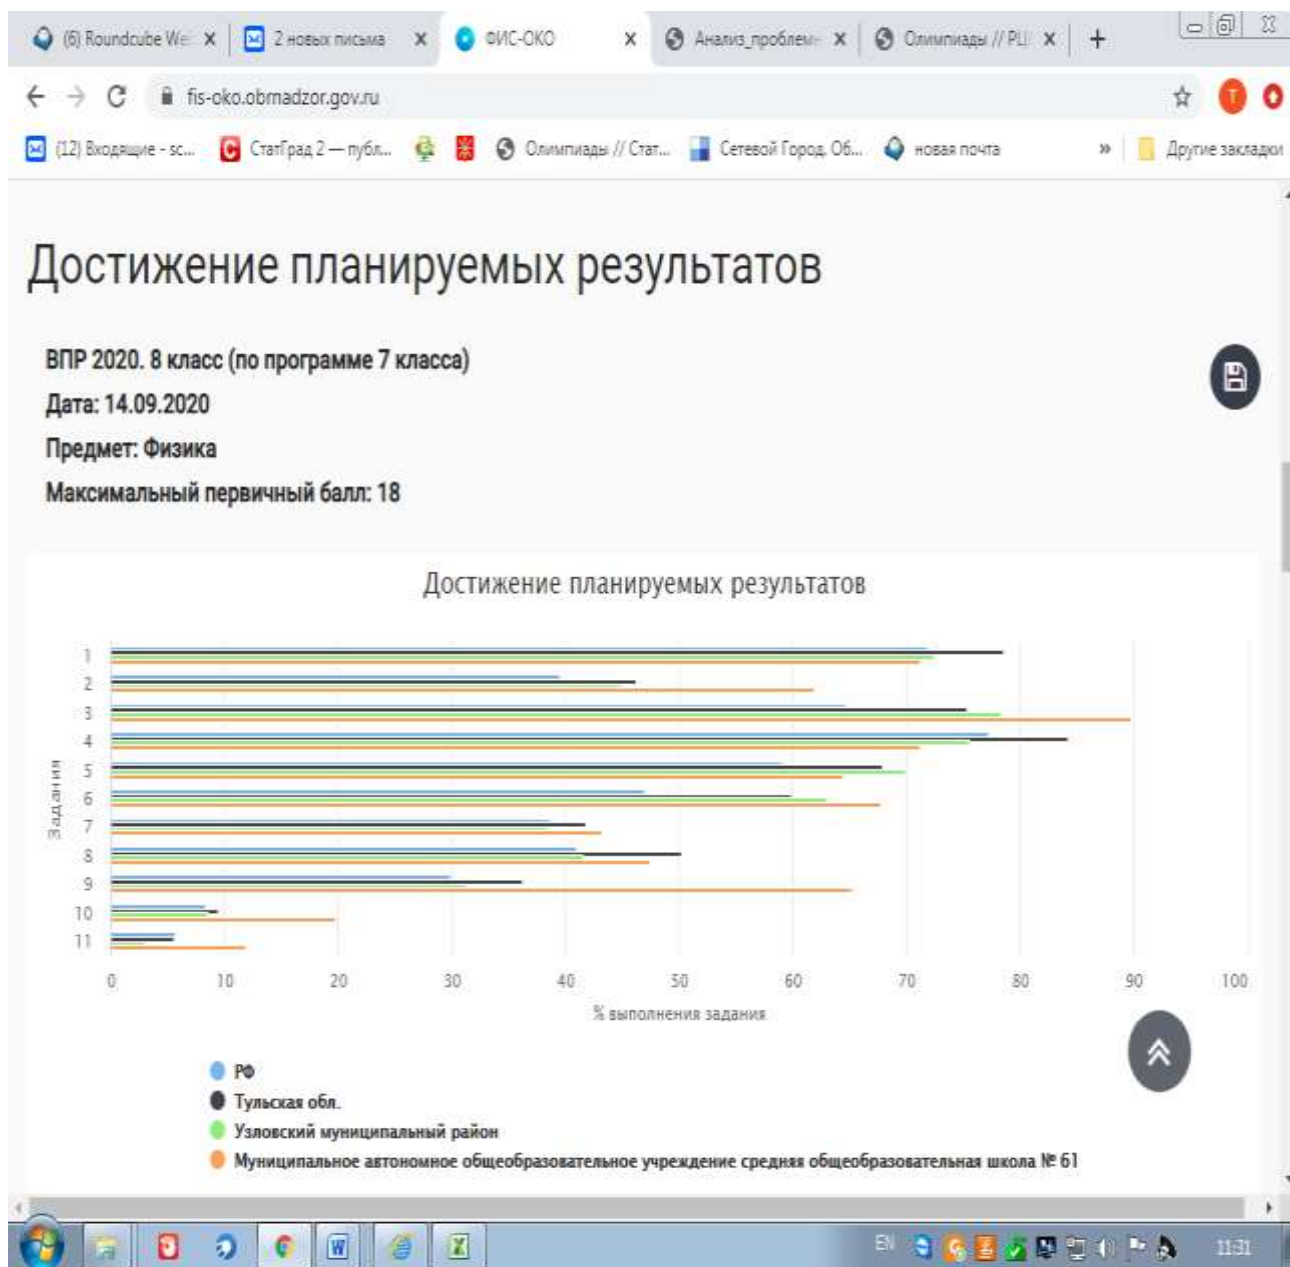 (6) Roundcube We
2 новых письма
ФИС-ОКО
Анализ_проблем
Олимпиады // РЦ
fis-oko.obrnadzor.gov.ru
T
(12) Входящие - sc...
СтатГрад 2 — публ...
Олимпиады // Стат...
Сетевой Город. Об...
новая почта
Другие закладки
Достижение планируемых результатов
ВПР 2020. 8 класс (по программе 7 класса)
Дата: 14.09.2020
Предмет: Физика
Максимальный первичный балл: 18
Достижение планируемых результатов
Задания
1
2
3
4
5
6
7
8
9
10
11
0 10 20 30 40 50 60 70 80 90 100
% выполнения задания
РФ
Тульская обл.
Узловский муниципальный район
Муниципальное автономное общеобразовательное учреждение средняя общеобразовательная школа № 61
EN
11:31